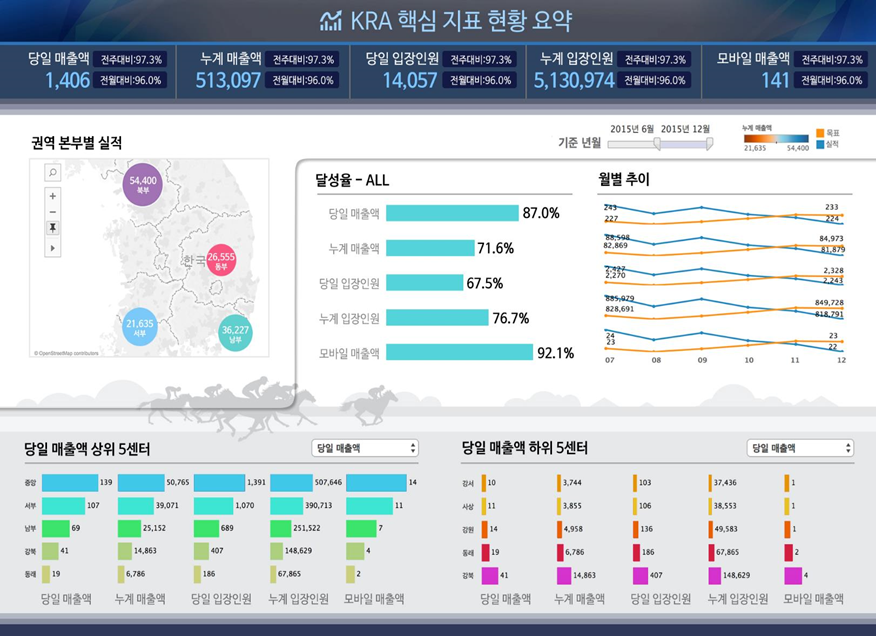 KRA 핵심 지표 현황 요약
당일 매출액 전주대비:97.3%
1,406 전월대비:96.0%
누계 매출액 전주대비:97.3%
513,097 전월대비:96.0%
당일 입장인원 전주대비:97.3%
14,057 전월대비:96.0%
누계 입장인원 전주대비:97.3%
5,130,974 전월대비:96.0%
모바일 매출액 전주대비:97.3%
141 전월대비:96.0%
권역 본부별 실적
기준 년월
2015년 6월 2015년 12월
누계 매출액
21,635 54,400
목표
실적
54,400
북부
한국
26,555
동부
21,635
서부
36,227
남부
© OpenStreetMap contributors
달성율 – ALL
당일 매출액 87.0%
누계 매출액 71.6%
당일 입장인원 67.5%
누계 입장인원 76.7%
모바일 매출액 92.1%
월별 추이
243 233
227 224
88,598 84,973
82,869 81,879
2,427 2,328
2,270 2,243
885,979 849,728
828,691 818,791
24 23
23 22
07 08 09 10 11 12
당일 매출액 상위 5센터
당일 매출액
중앙 139 50,765 1,391 507,646 14
서부 107 39,071 1,070 390,713 11
남부 69 25,152 689 251,522 7
강북 41 14,863 407 148,629 4
동래 19 6,786 186 67,865 2
당일 매출액 누계 매출액 당일 입장인원 누계 입장인원 모바일 매출액
당일 매출액 하위 5센터
당일 매출액
강서 10 3,744 103 37,436 1
사상 11 3,855 106 38,553 1
강원 14 4,958 136 49,583 1
동래 19 6,786 186 67,865 2
강북 41 14,863 407 148,629 4
당일 매출액 누계 매출액 당일 입장인원 누계 입장인원 모바일 매출액